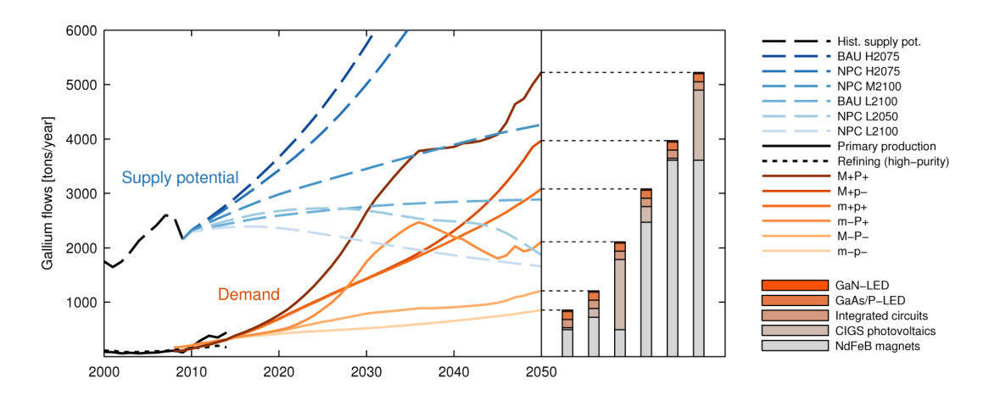 6000
5000
4000
3000
2000
1000
Gallium flows [tons/year]
Supply potential
Demand
2000
2010
2020
2030
2040
2050
Hist. supply pot.
BAU H2075
NPC H2075
NPC M2100
BAU L2100
NPC L2050
NPC L2100
Primary production
Refining (high−purity)
M+P+
M+p−
m+p+
m−P+
M−P−
m−p−
GaN−LED
GaAs/P−LED
Integrated circuits
CIGS photovoltaics
NdFeB magnets